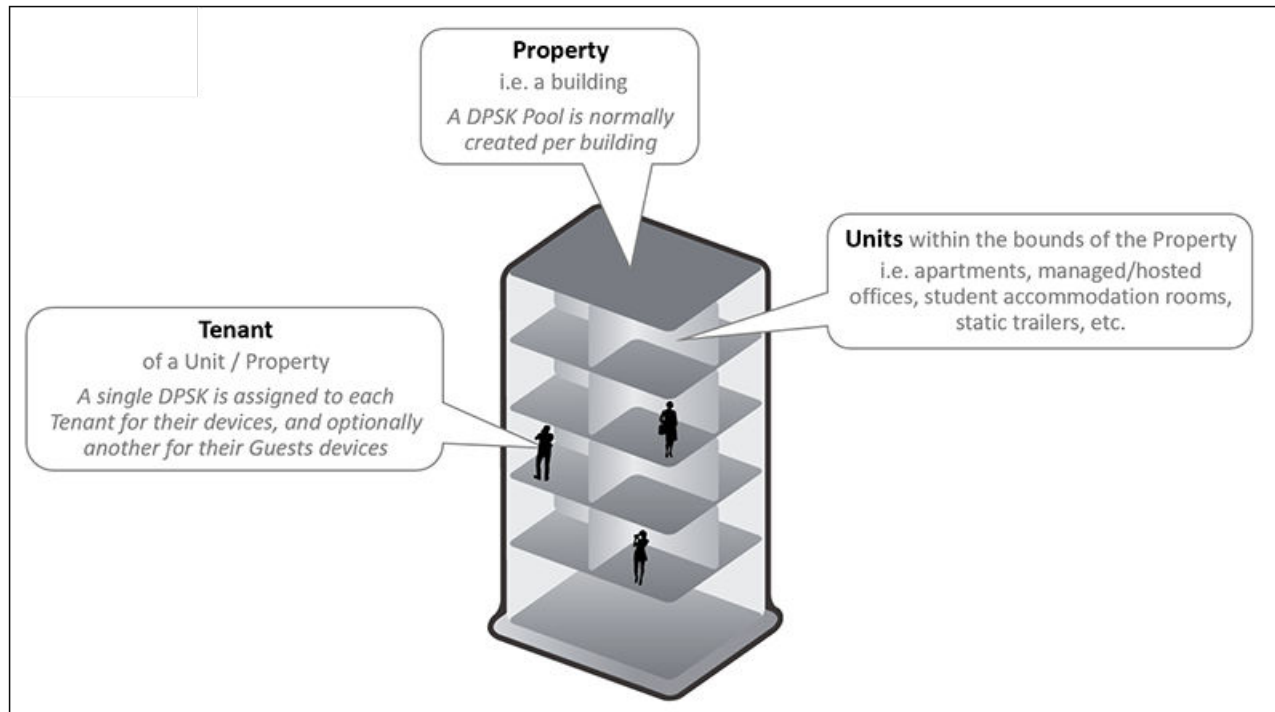 Property
i.e. a building
A DPSK Pool is normally
created per building
Units within the bounds of the Property
i.e. apartments, managed/hosted
offices, student accommodation rooms,
static trailers, etc.
Tenant
of a Unit / Property
A single DPSK is assigned to each
Tenant for their devices, and optionally
another for their Guests devices